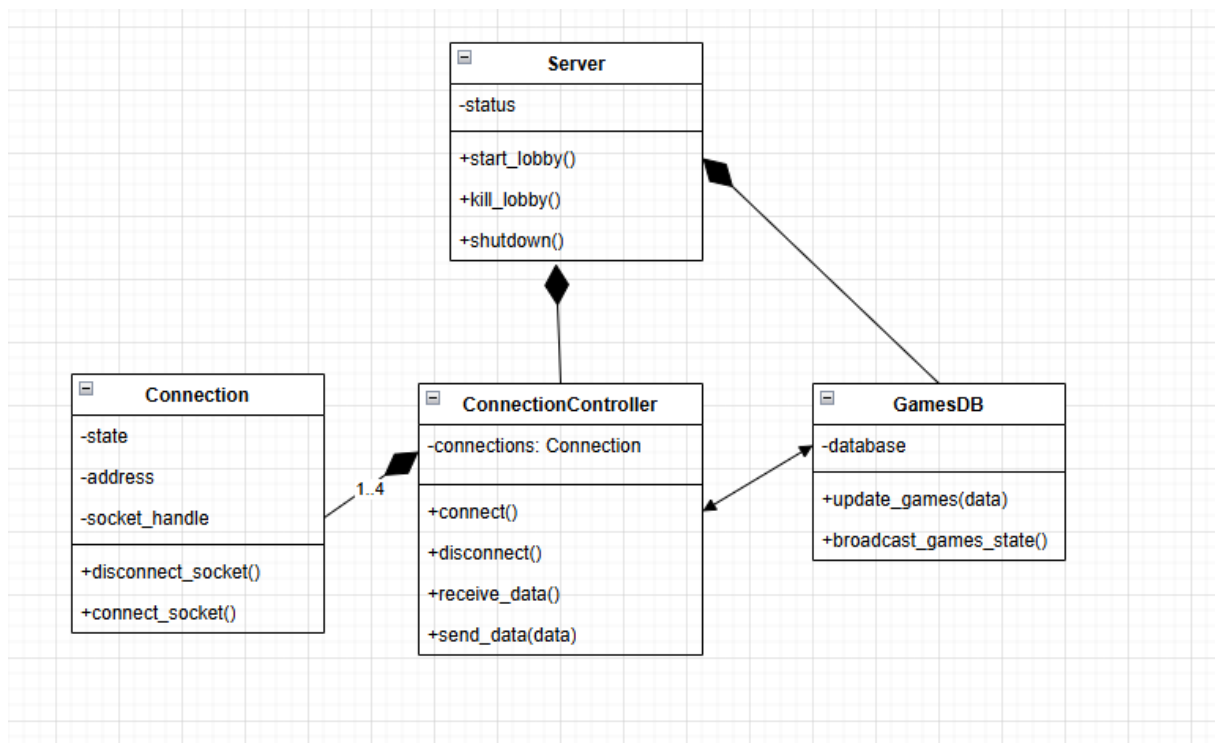 Server
-status
+start_lobby()
+kill_lobby()
+shutdown()
Connection
-state
-address
-socket_handle
+disconnect_socket()
+connect_socket()
1..4
ConnectionController
-connections: Connection
+connect()
+disconnect()
+receive_data()
+send_data(data)
GamesDB
-database
+update_games(data)
+broadcast_games_state()